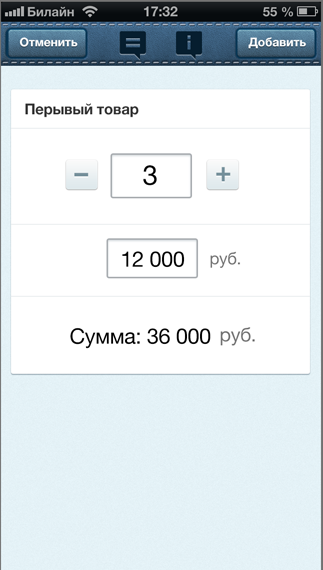 Билайн 17:32 55 %
Отменить Добавить
Перывый товар
− 3 +
12 000 руб.
Сумма: 36 000 руб.